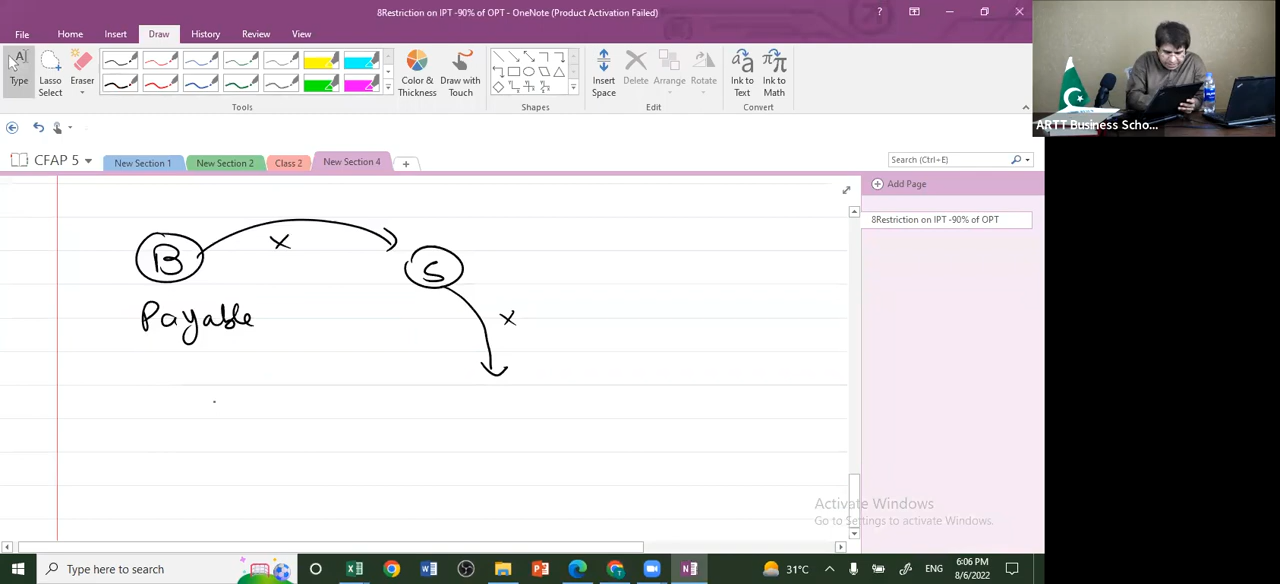 8Restriction on IPT -90% of OPT - OneNote (Product Activation Failed)
?
File Home Insert Draw History Review View
Type
Lasso Select
Eraser
Color & Thickness
Draw with Touch
Insert Space
Delete
Arrange
Rotate
Ink to Text
Ink to Math
Tools
Shapes
Edit
Convert
ARTT Business Scho...
CFAP 5
New Section 1
New Section 2
Class 2
New Section 4
Search (Ctrl+E)
Add Page
8Restriction on IPT -90% of OPT
B
x
S
Payable
x
Activate Windows
Go to Settings to activate Windows.
Type here to search
31°C
ENG
6:06 PM
8/6/2022